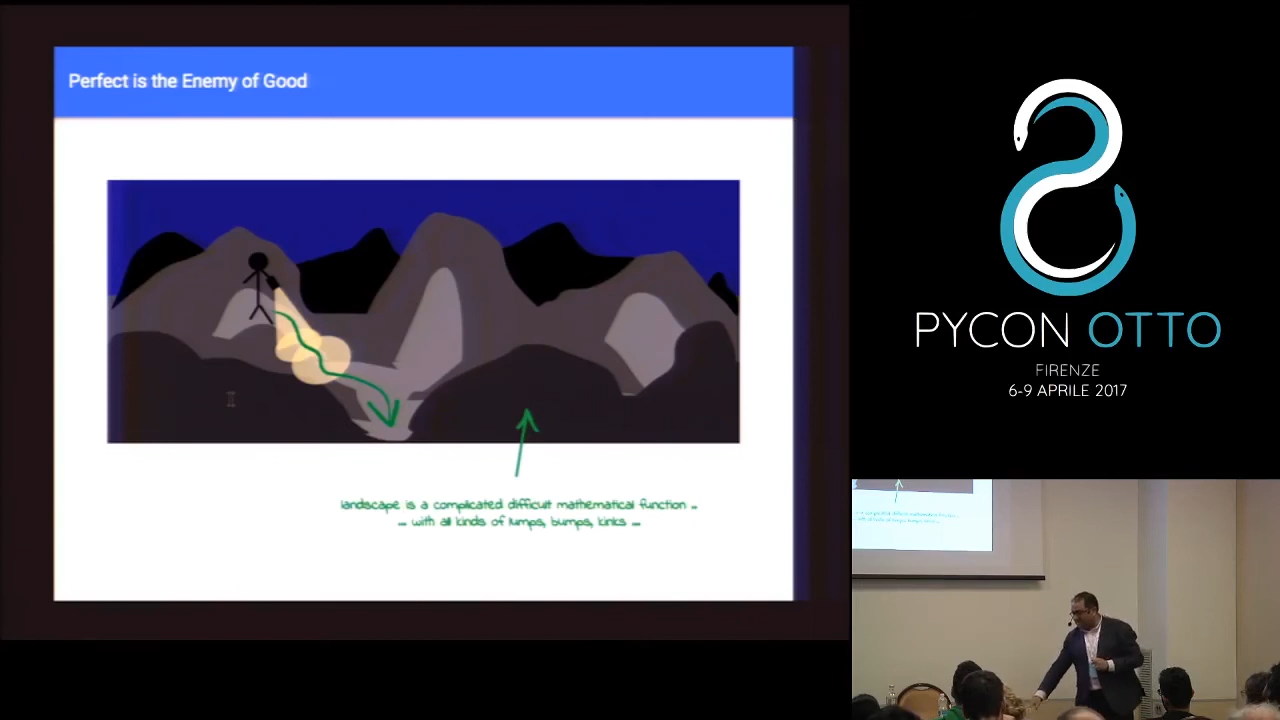 Perfect is the Enemy of Good
landscape is a complicated difficult mathematical function ..
... with all kinds of lumps, bumps, kinks ...
PYCON OTTO
FIRENZE
6-9 APRILE 2017